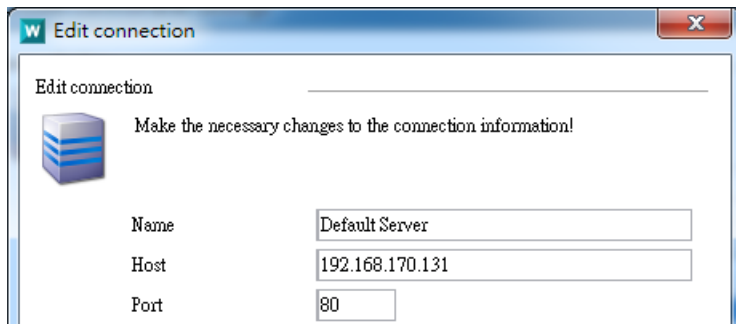 W Edit connection
Edit connection
Make the necessary changes to the connection information!
Name Default Server
Host 192.168.170.131
Port 80